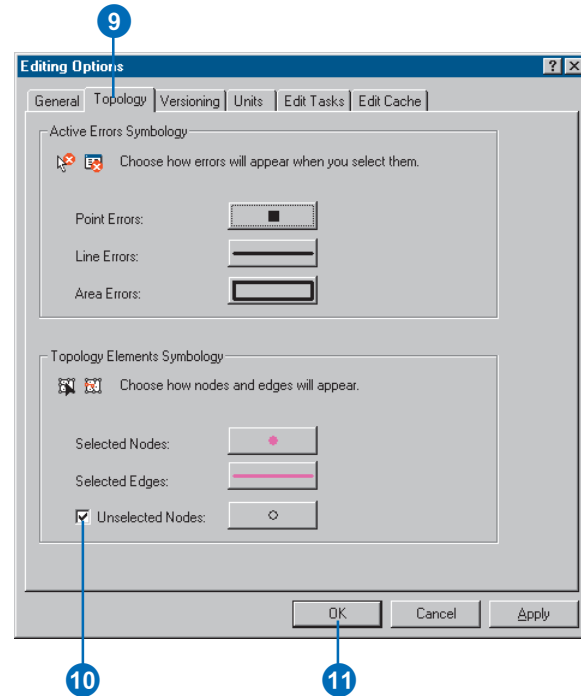 9
Editing Options
General Topology Versioning Units Edit Tasks Edit Cache
Active Errors Symbology
Choose how errors will appear when you select them.
Point Errors:
Line Errors:
Area Errors:
Topology Elements Symbology
Choose how nodes and edges will appear.
Selected Nodes:
Selected Edges:
Unselected Nodes:
OK Cancel Apply
10 11